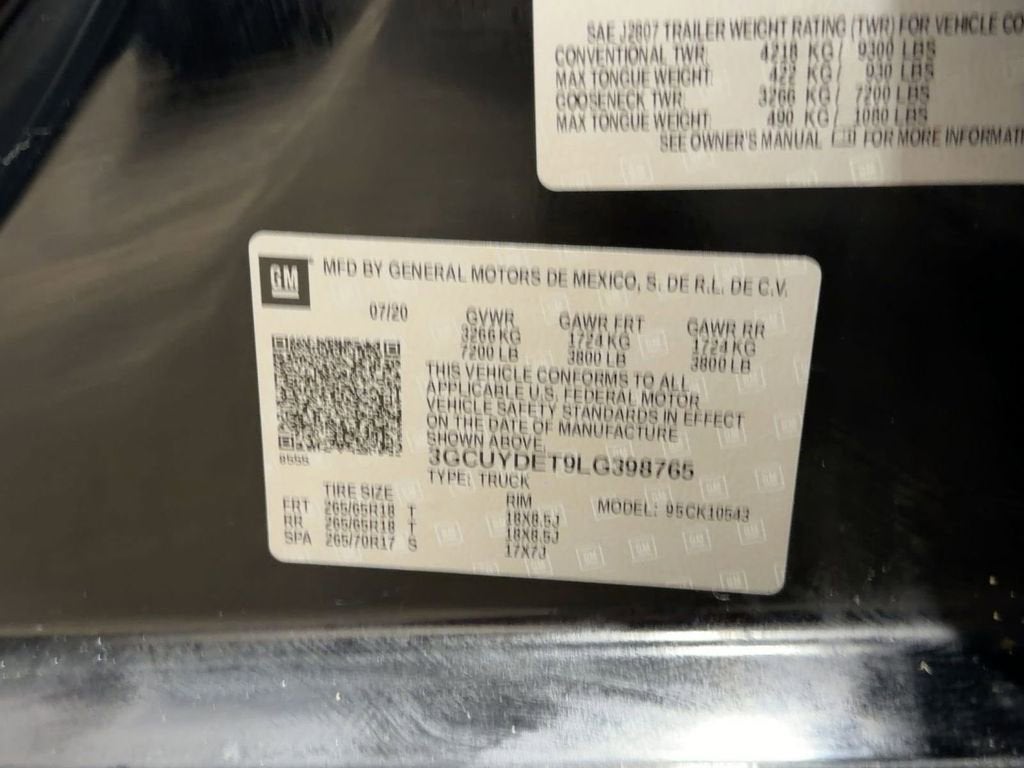 SAE J2807 TRAILER WEIGHT RATING (TWR) FOR VEHICLE CO
CONVENTIONAL TWR: 4218 KG/ 9300 LBS
MAX TONGUE WEIGHT: 422 KG/ 930 LBS
GOOSENECK TWR: 3266 KG/ 7200 LBS
MAX TONGUE WEIGHT: 490 KG/ 1080 LBS
SEE OWNER'S MANUAL FOR MORE INFORMATI
GM MFD BY GENERAL MOTORS DE MEXICO, S. DE R.L. DE C.V.
07/20 GVWR GAWR FRT GAWR RR
3266 KG 1724 KG 1724 KG
7200 LB 3800 LB 3800 LB
THIS VEHICLE CONFORMS TO ALL
APPLICABLE U.S. FEDERAL MOTOR
VEHICLE SAFETY STANDARDS IN EFFECT
ON THE DATE OF MANUFACTURE
SHOWN ABOVE.
3GCUYDET9LG398765
TYPE: TRUCK
TIRE SIZE RIM MODEL: 95CK10543
FRT 265/65R18 T 18X8.5J
RR 265/65R18 T 18X8.5J
SPA 265/70R17 S 17X7J